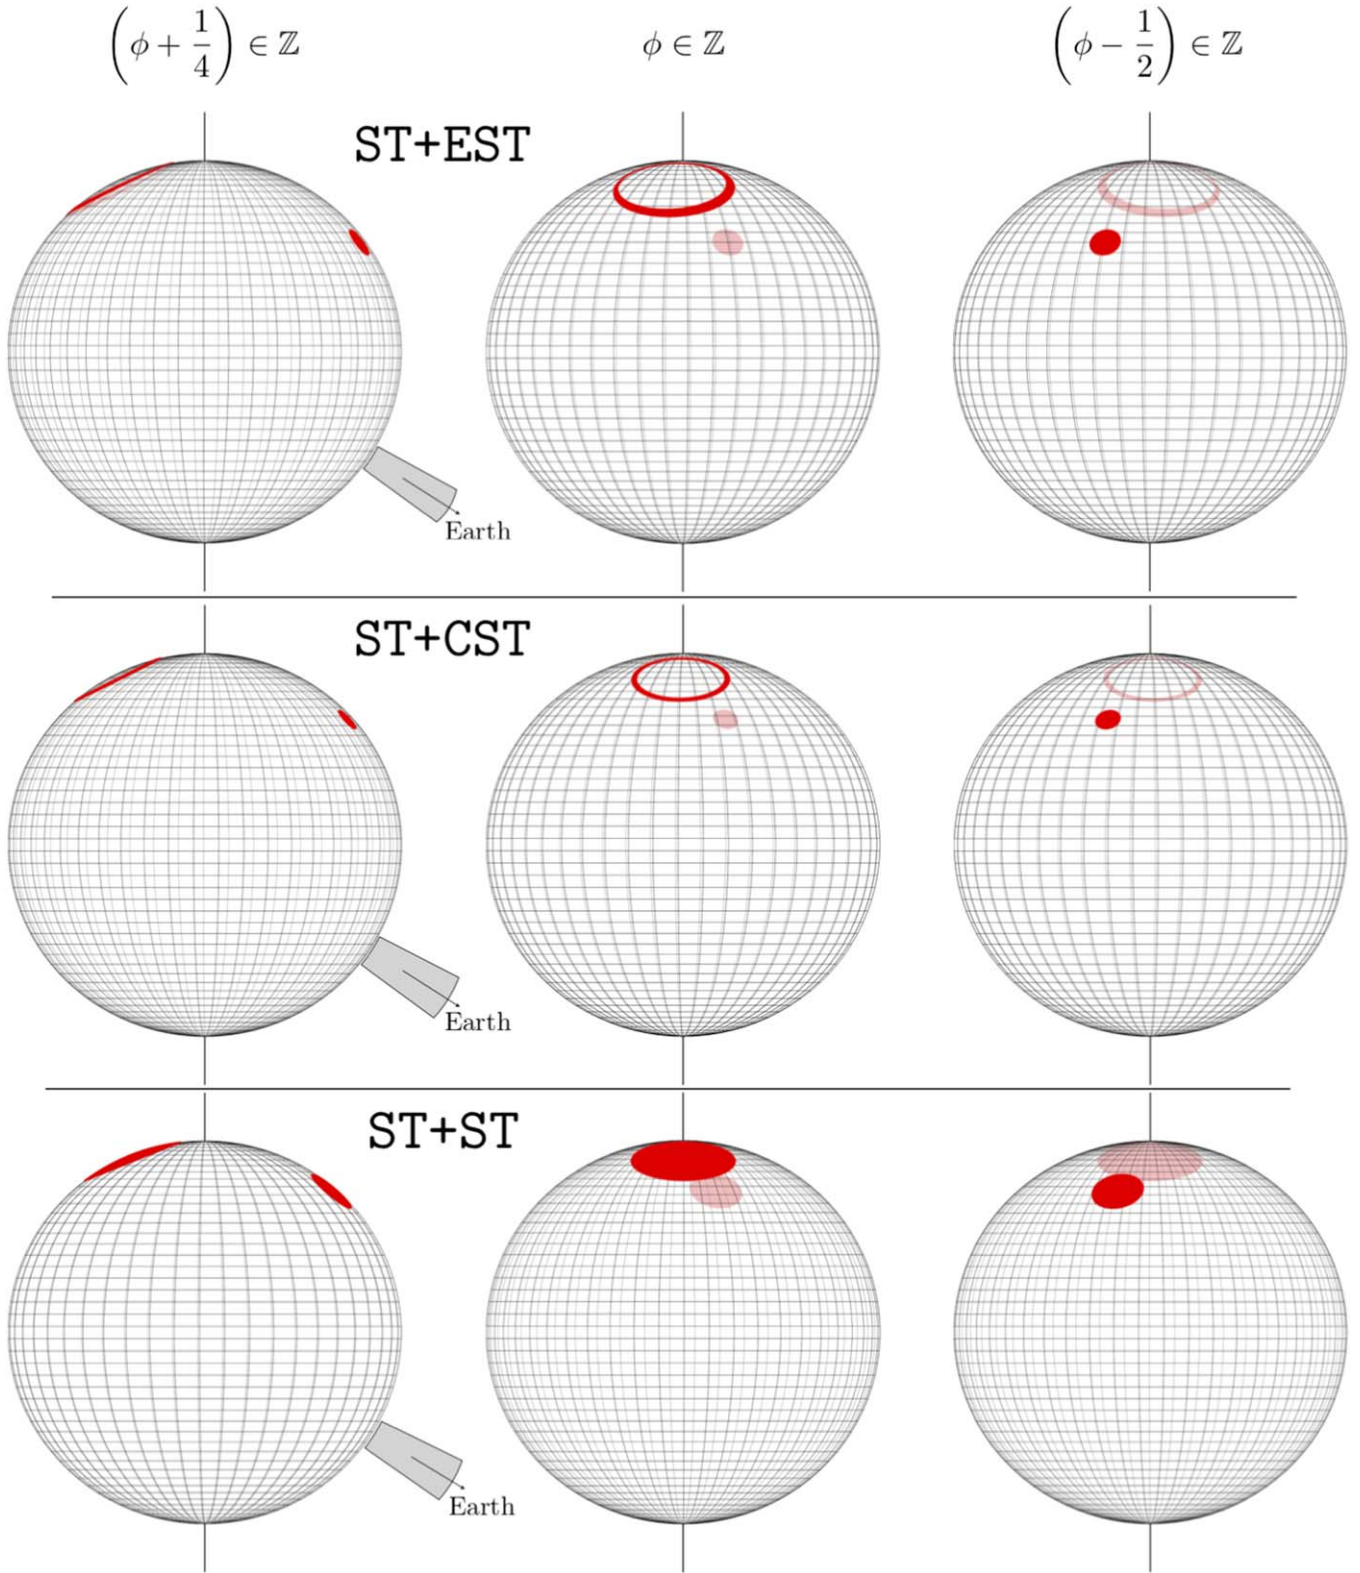 (ϕ + 1/4) ∈ ℤ
ϕ ∈ ℤ
(ϕ − 1/2) ∈ ℤ
ST+EST
Earth
ST+CST
Earth
ST+ST
Earth